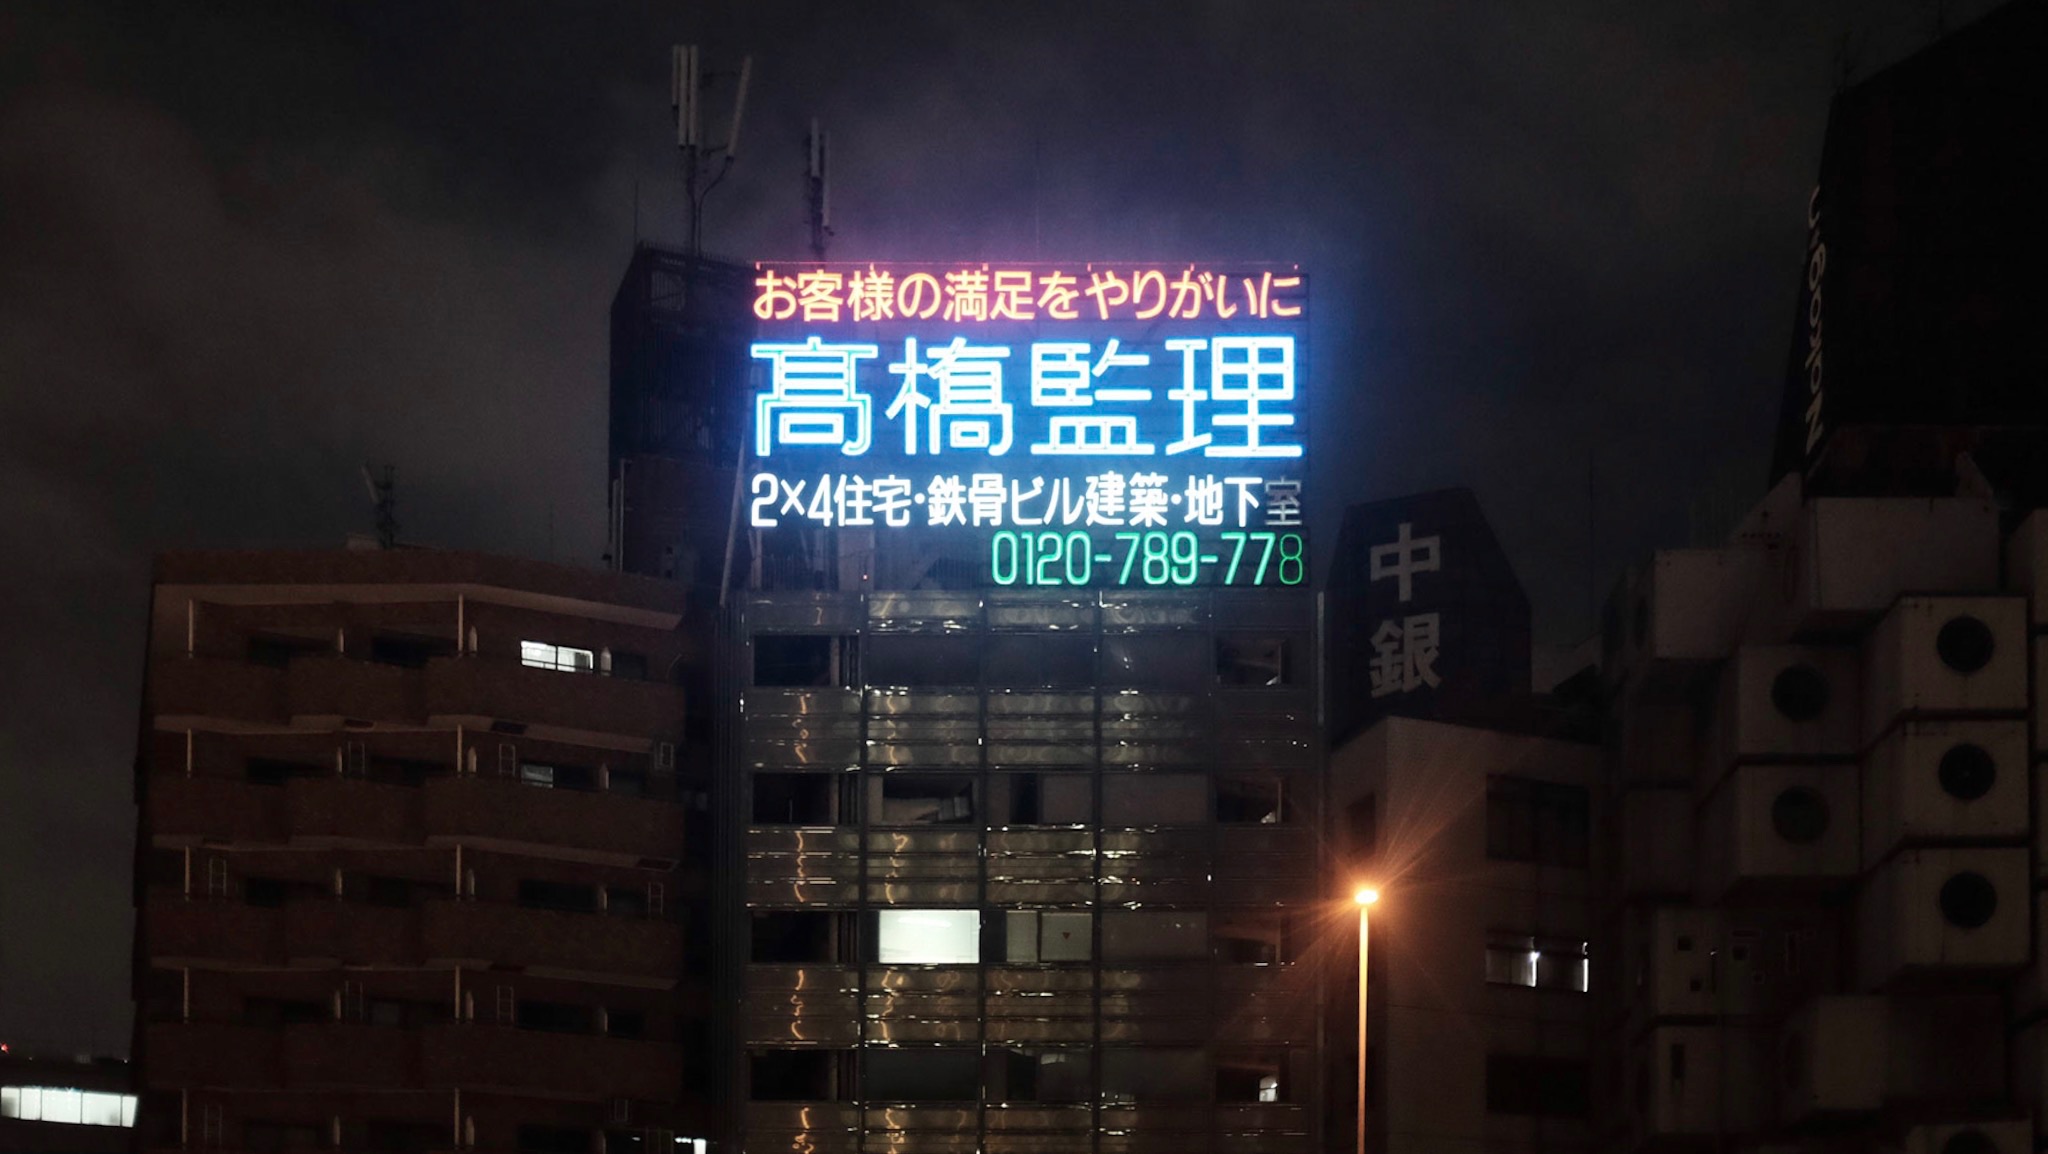 お客様の満足をやりがいに
髙橋監理
2×4住宅・鉄骨ビル建築・地下室
0120-789-778
中
銀